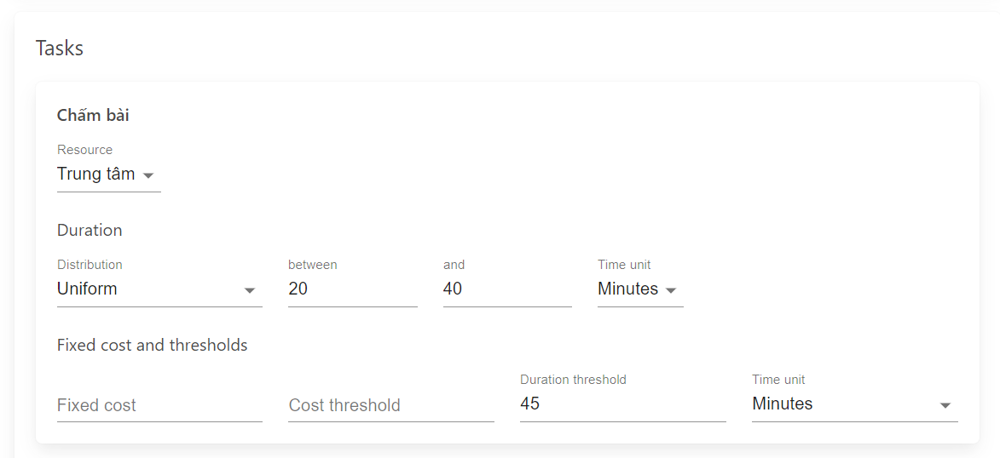 Tasks
Chấm bài
Resource
Trung tâm
Duration
Distribution between and Time unit
Uniform 20 40 Minutes
Fixed cost and thresholds
Duration threshold Time unit
Fixed cost Cost threshold 45 Minutes